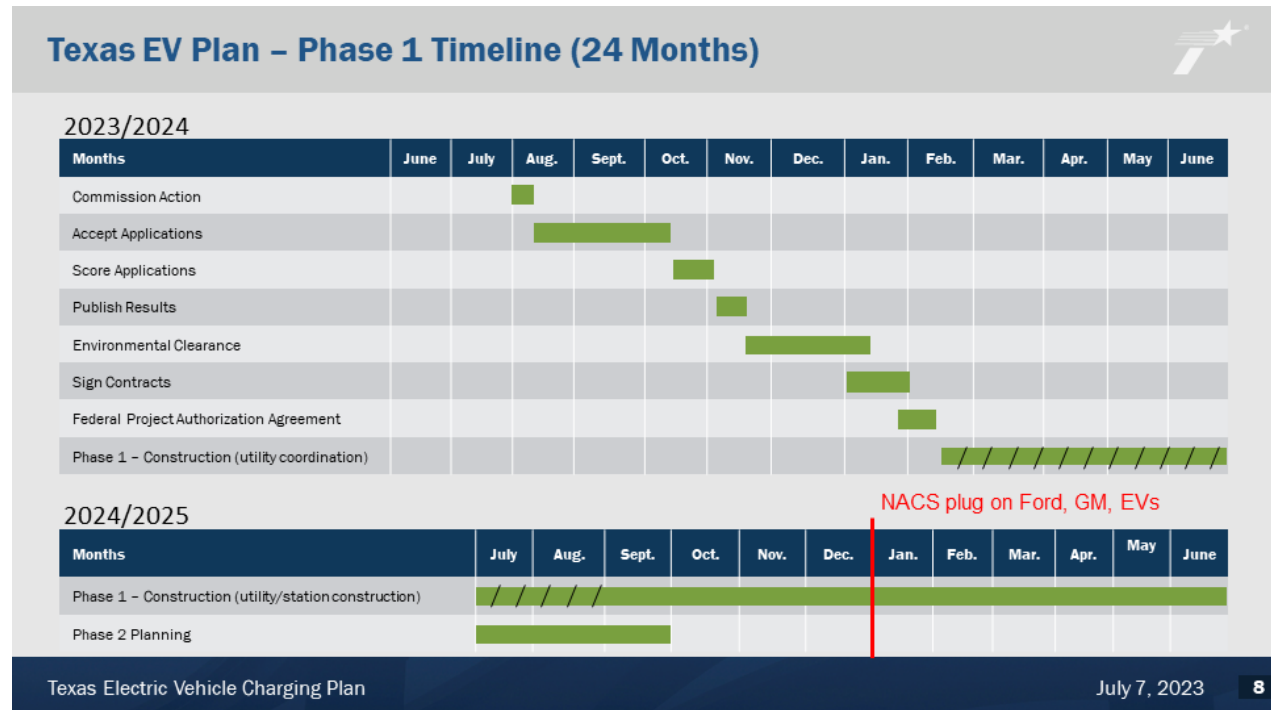 Texas EV Plan – Phase 1 Timeline (24 Months)
2023/2024
Months June July Aug. Sept. Oct. Nov. Dec. Jan. Feb. Mar. Apr. May June
Commission Action
Accept Applications
Score Applications
Publish Results
Environmental Clearance
Sign Contracts
Federal Project Authorization Agreement
Phase 1 – Construction (utility coordination)
NACS plug on Ford, GM, EVs
2024/2025
Months July Aug. Sept. Oct. Nov. Dec. Jan. Feb. Mar. Apr. May June
Phase 1 – Construction (utility/station construction)
Phase 2 Planning
Texas Electric Vehicle Charging Plan July 7, 2023 8